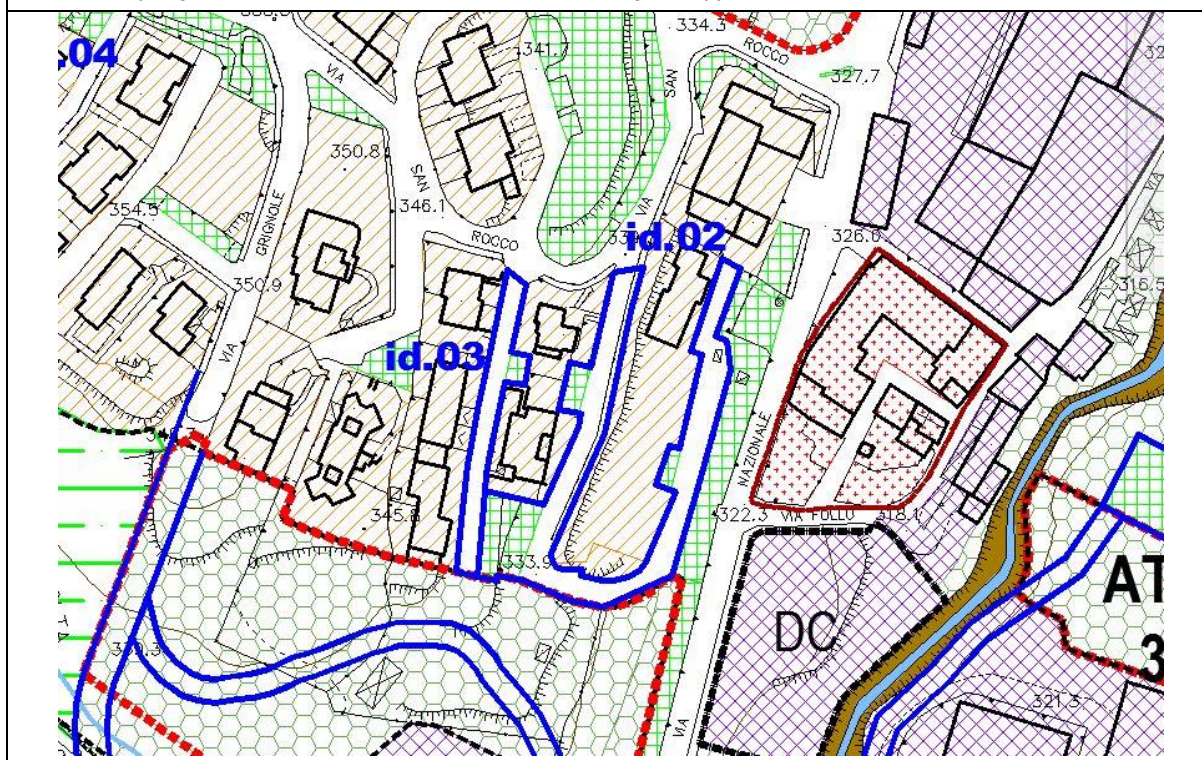 334.3
ROCCO
.04
341.7
SAN
327.7
VIA
350.8
SAN
346.1
VIA
354.5
GRIGNOLE
ROCCO
id.02
326.6
350.9
316.5
id.03
VIA
NAZIONALE
345.8
322.3
VIA FOLLO
318.1
333.9
AT
DC
3
321.3
VIA
VIA